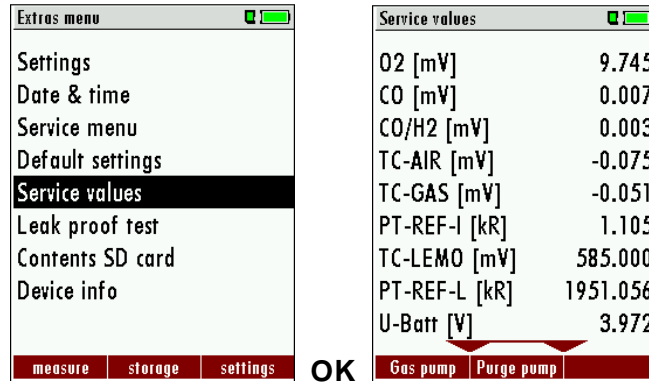 Extras menu
Settings
Date & time
Service menu
Default settings
Service values
Leak proof test
Contents SD card
Device info
measure storage settings
OK
Service values
O2 [mV] 9.745
CO [mV] 0.007
CO/H2 [mV] 0.003
TC-AIR [mV] -0.075
TC-GAS [mV] -0.051
PT-REF-I [kR] 1.105
TC-LEMO [mV] 585.000
PT-REF-L [kR] 1951.056
U-Batt [V] 3.972
Gas pump Purge pump